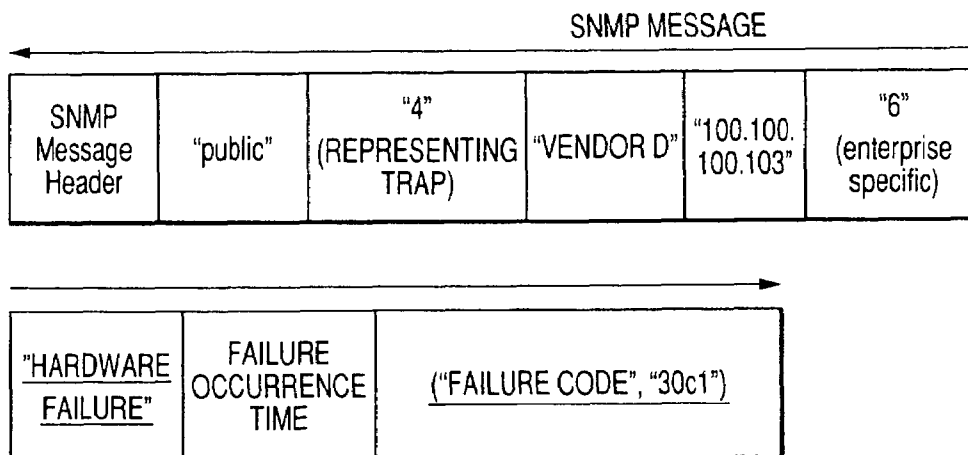 SNMP MESSAGE
SNMP
Message
Header
“public”
“4”
(REPRESENTING
TRAP)
“VENDOR D”
“100.100.
100.103”
“6”
(enterprise
specific)
"HARDWARE
FAILURE"
FAILURE
OCCURRENCE
TIME
(“FAILURE CODE”, “30c1”)